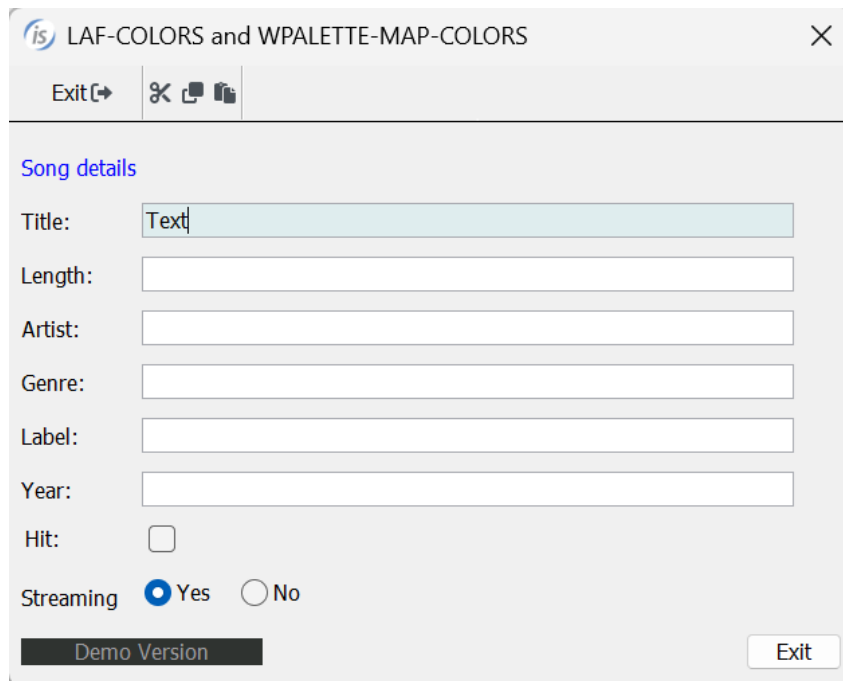 is LAF-COLORS and WPALETTE-MAP-COLORS
Exit
Song details
Title: Text
Length:
Artist:
Genre:
Label:
Year:
Hit:
Streaming Yes No
Demo Version Exit